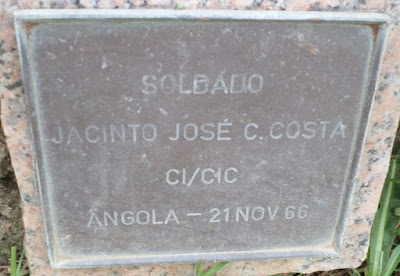 SOLDADO
JACINTO JOSÉ C. COSTA
CI/CIC
ANGOLA – 21 NOV 66